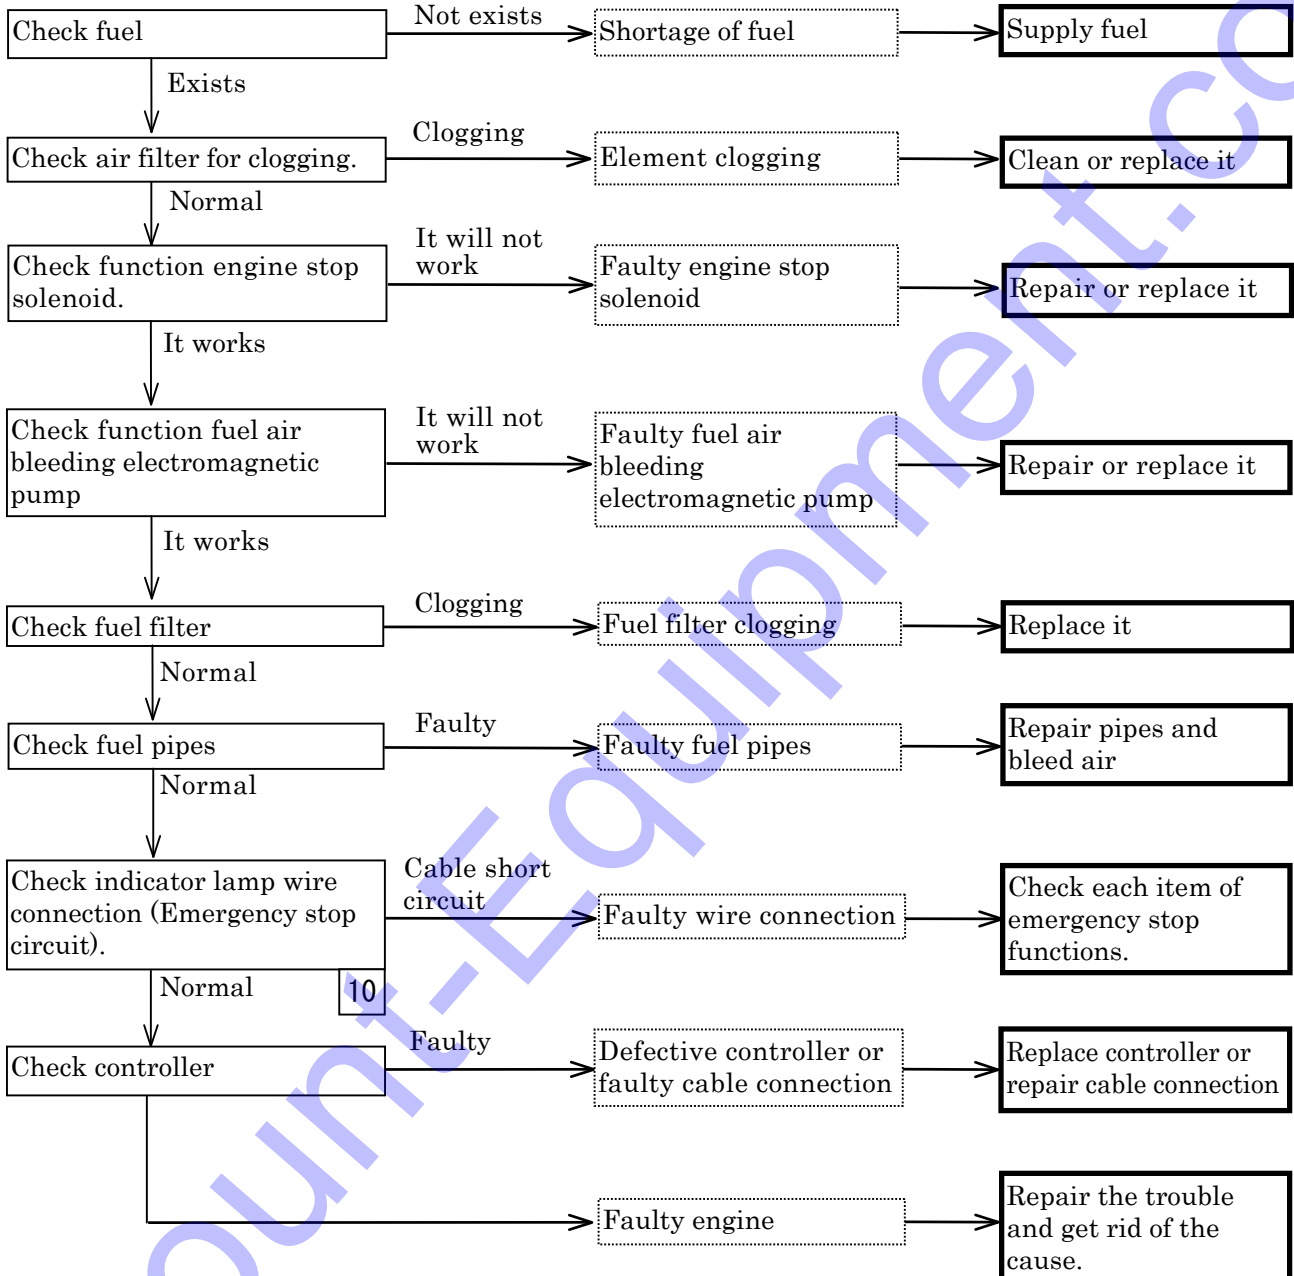 Check fuel
Not exists
Shortage of fuel
Supply fuel
Exists
Check air filter for clogging.
Clogging
Element clogging
Clean or replace it
Normal
Check function engine stop
solenoid.
It will not
work
Faulty engine stop
solenoid
Repair or replace it
It works
Check function fuel air
bleeding electromagnetic
pump
It will not
work
Faulty fuel air
bleeding
electromagnetic pump
Repair or replace it
It works
Check fuel filter
Clogging
Fuel filter clogging
Replace it
Normal
Check fuel pipes
Faulty
Faulty fuel pipes
Repair pipes and
bleed air
Normal
Check indicator lamp wire
connection (Emergency stop
circuit).
Cable short
circuit
Faulty wire connection
Check each item of
emergency stop
functions.
Normal
10
Check controller
Faulty
Defective controller or
faulty cable connection
Replace controller or
repair cable connection
Faulty engine
Repair the trouble
and get rid of the
cause.
ount-Equipment.co